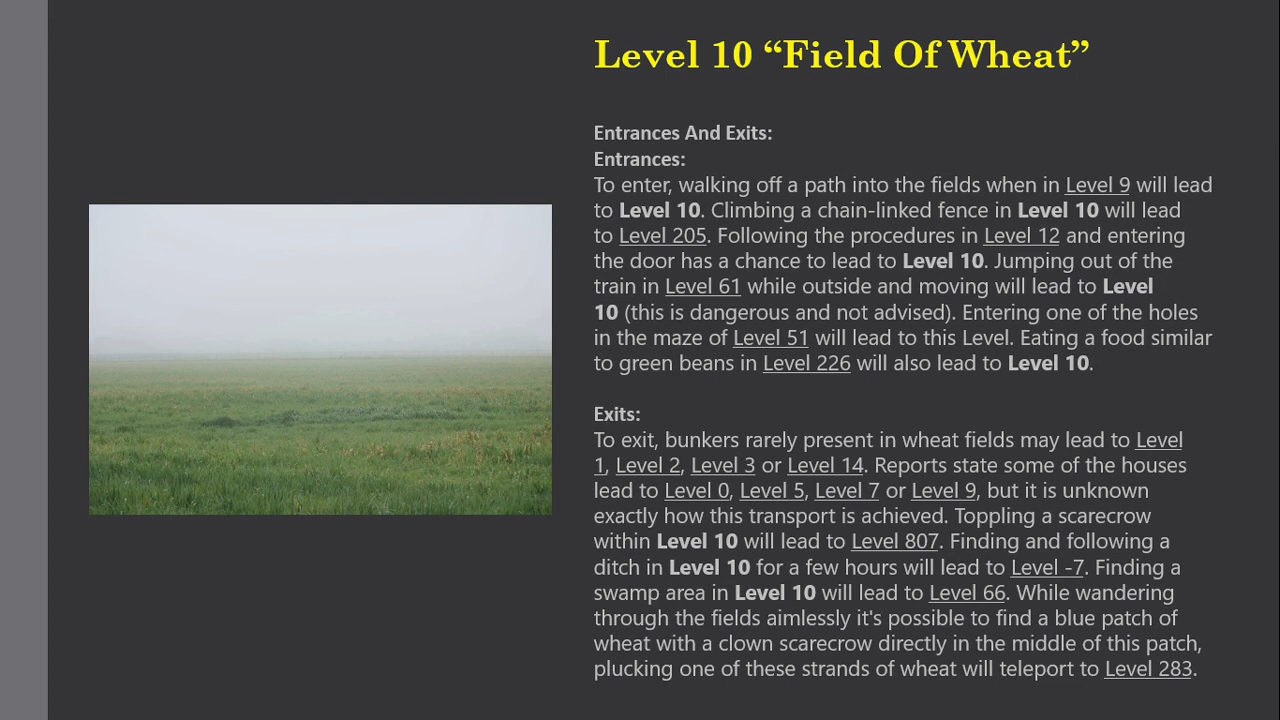 Level 10 “Field Of Wheat”
Entrances And Exits:
Entrances:
To enter, walking off a path into the fields when in Level 9 will lead
to Level 10. Climbing a chain-linked fence in Level 10 will lead
to Level 205. Following the procedures in Level 12 and entering
the door has a chance to lead to Level 10. Jumping out of the
train in Level 61 while outside and moving will lead to Level
10 (this is dangerous and not advised). Entering one of the holes
in the maze of Level 51 will lead to this Level. Eating a food similar
to green beans in Level 226 will also lead to Level 10.
Exits:
To exit, bunkers rarely present in wheat fields may lead to Level
1, Level 2, Level 3 or Level 14. Reports state some of the houses
lead to Level 0, Level 5, Level 7 or Level 9, but it is unknown
exactly how this transport is achieved. Toppling a scarecrow
within Level 10 will lead to Level 807. Finding and following a
ditch in Level 10 for a few hours will lead to Level -7. Finding a
swamp area in Level 10 will lead to Level 66. While wandering
through the fields aimlessly it's possible to find a blue patch of
wheat with a clown scarecrow directly in the middle of this patch,
plucking one of these strands of wheat will teleport to Level 283.